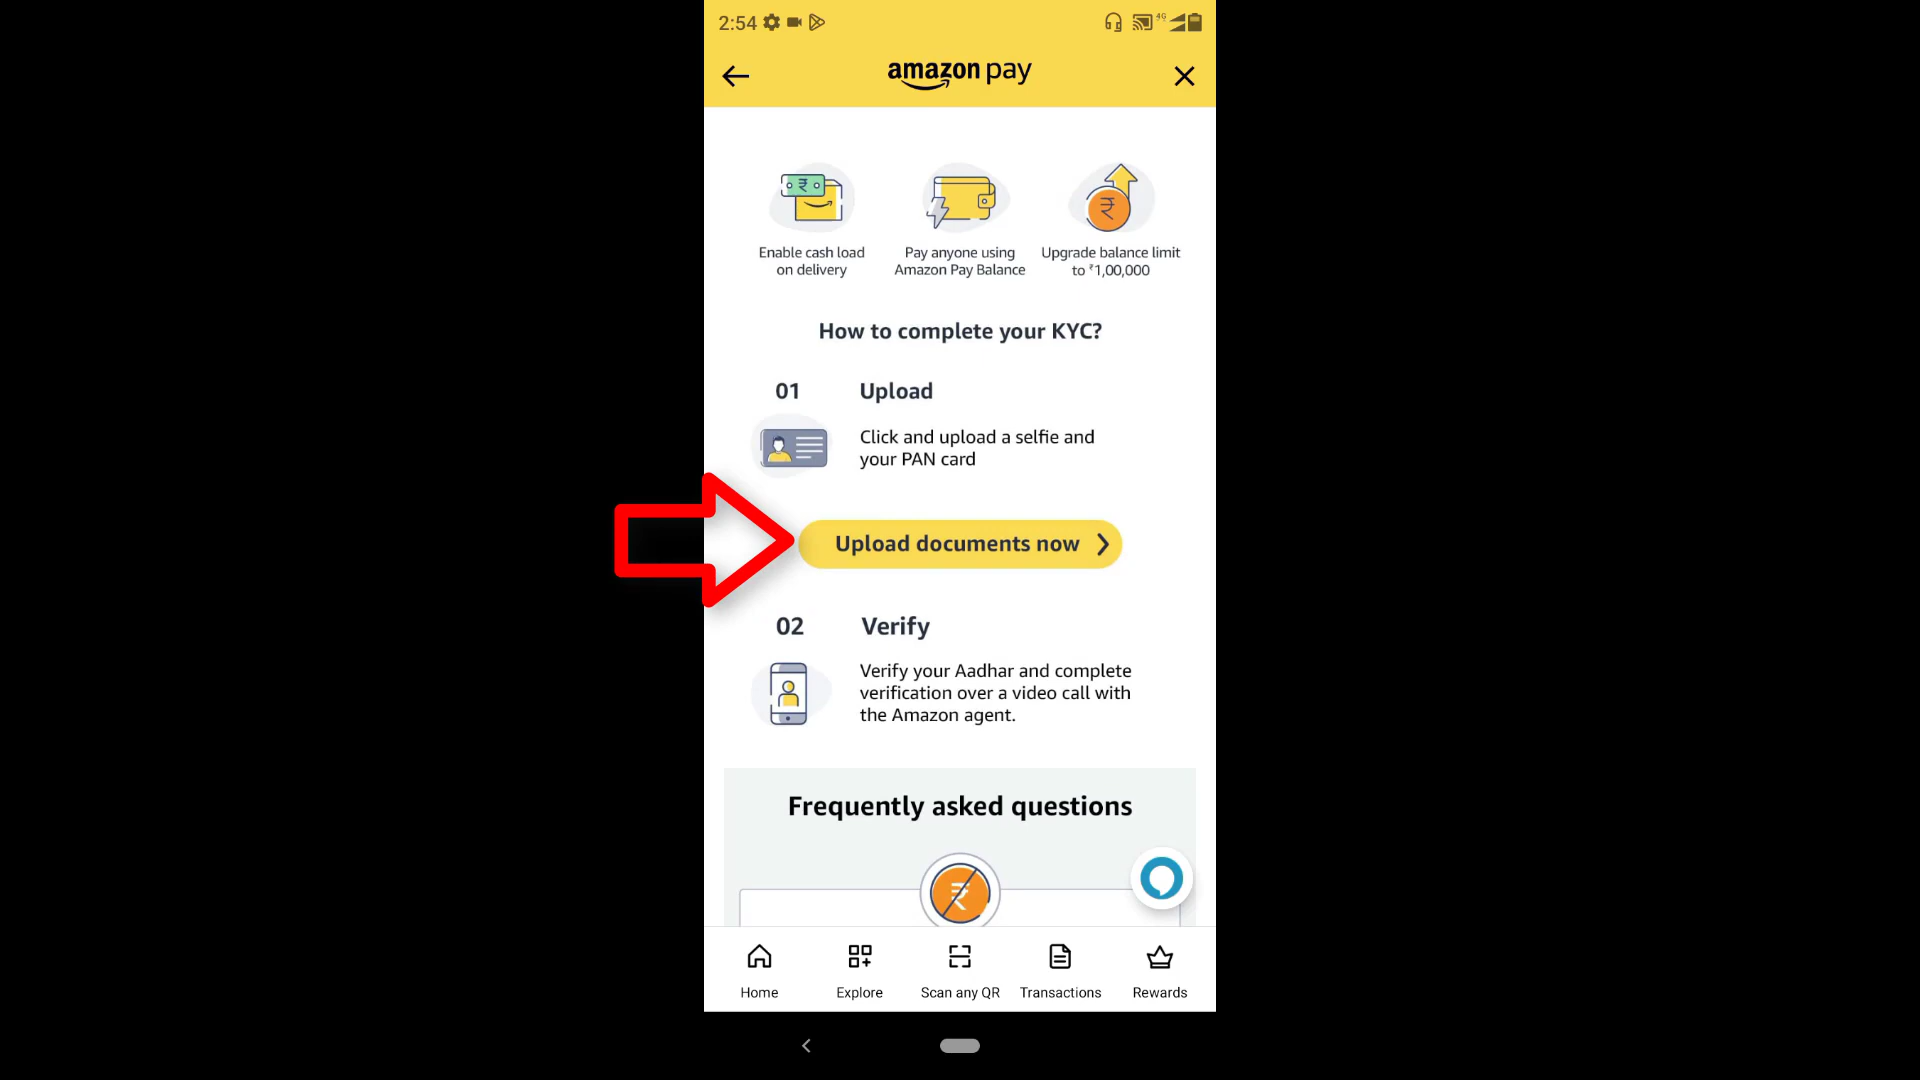 2:54
4G
amazon pay
Enable cash load
on delivery
Pay anyone using
Amazon Pay Balance
Upgrade balance limit
to ₹1,00,000
How to complete your KYC?
01 Upload
Click and upload a selfie and
your PAN card
Upload documents now
02 Verify
Verify your Aadhar and complete
verification over a video call with
the Amazon agent.
Frequently asked questions
Home
Explore
Scan any QR
Transactions
Rewards